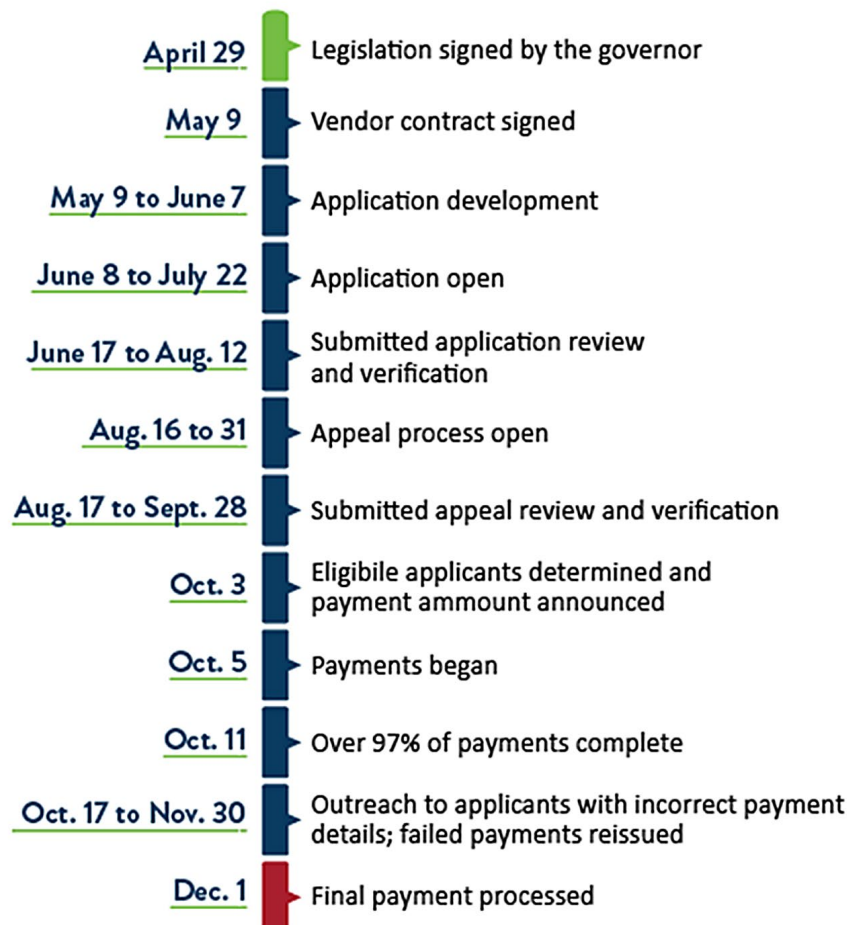 April 29
Legislation signed by the governor
May 9
Vendor contract signed
May 9 to June 7
Application development
June 8 to July 22
Application open
June 17 to Aug. 12
Submitted application review
and verification
Aug. 16 to 31
Appeal process open
Aug. 17 to Sept. 28
Submitted appeal review and verification
Oct. 3
Eligibile applicants determined and
payment ammount announced
Oct. 5
Payments began
Oct. 11
Over 97% of payments complete
Oct. 17 to Nov. 30
Outreach to applicants with incorrect payment
details; failed payments reissued
Dec. 1
Final payment processed